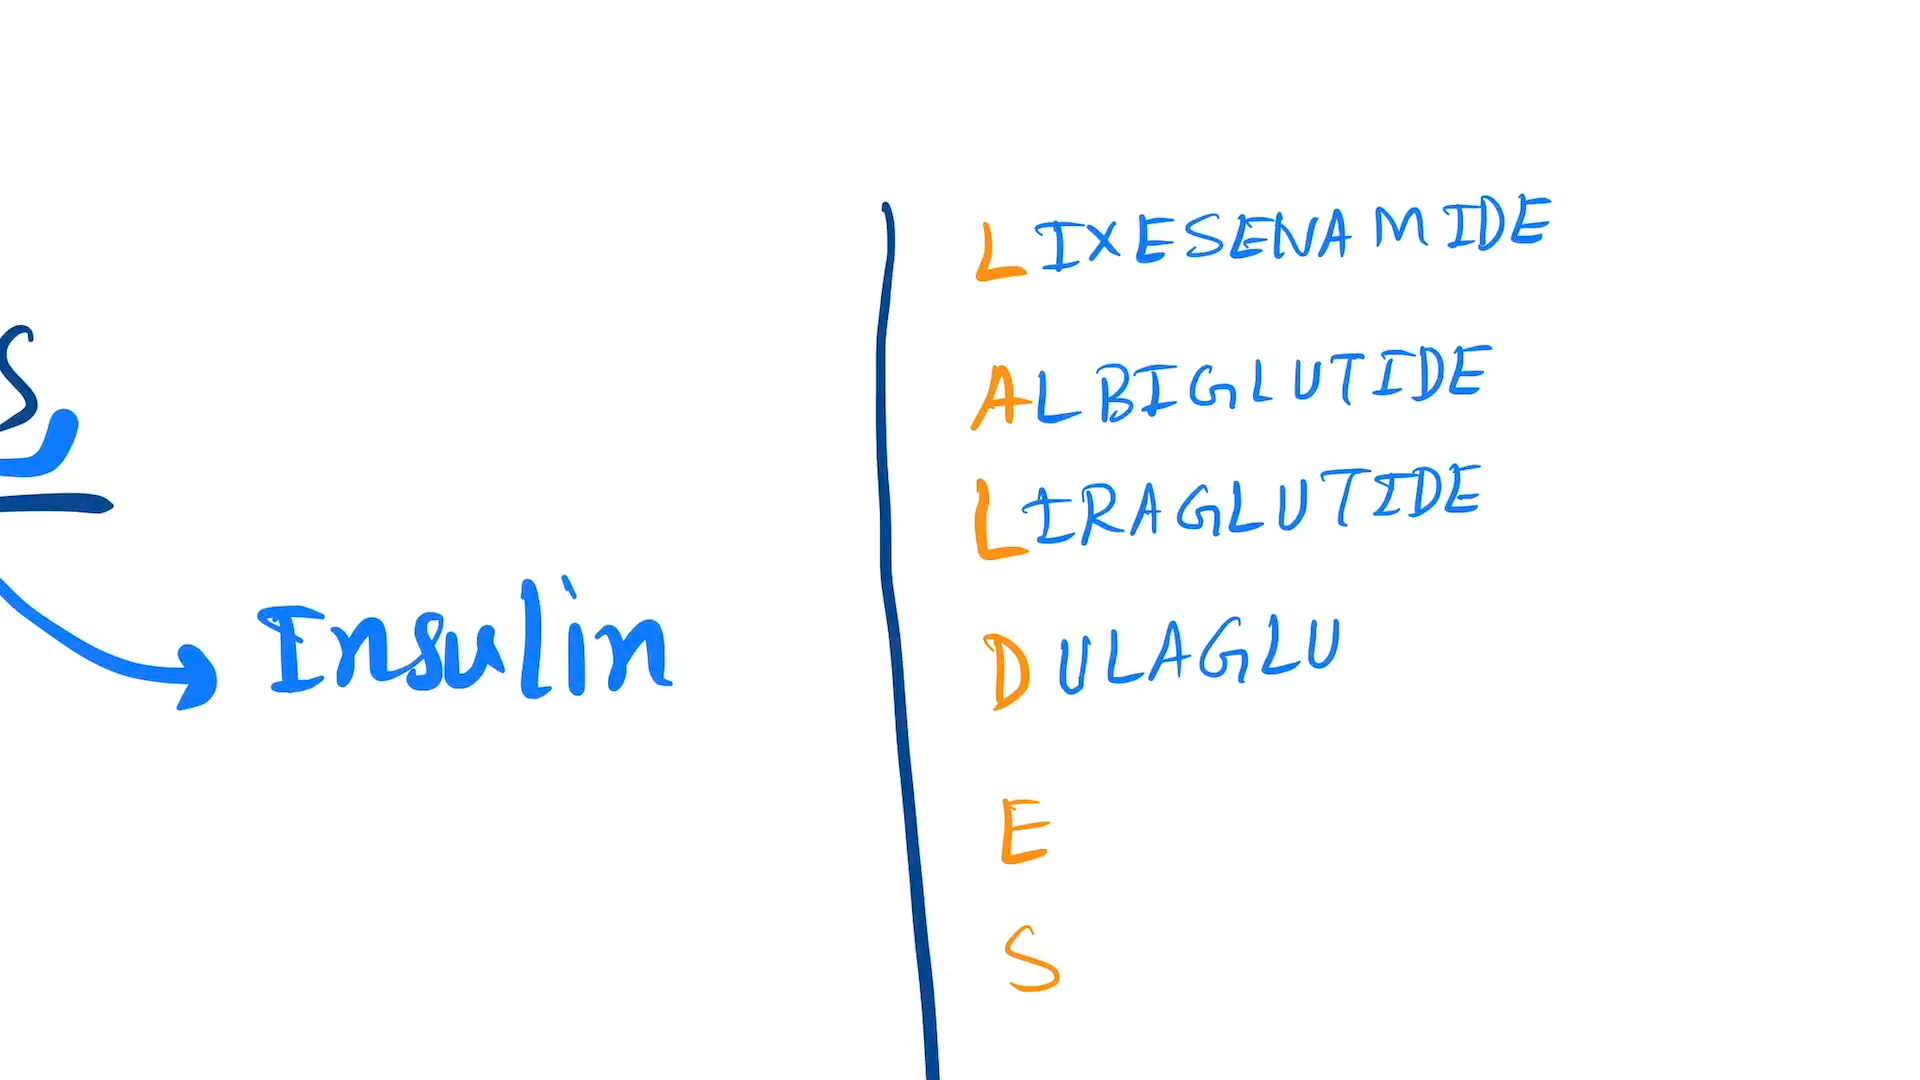 S
Insulin
LIXESENAMIDE
ALBIGLUTIDE
LIRAGLUTIDE
DULAGLU
E
S